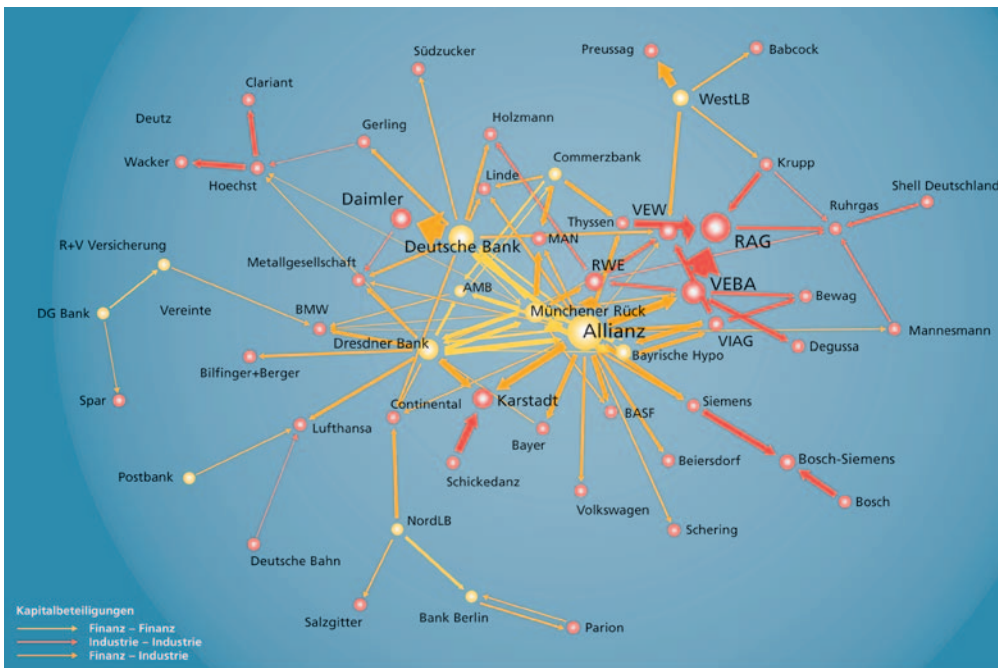 Südzucker
Preussag
Babcock
Clariant
WestLB
Deutz
Gerling
Holzmann
Commerzbank
Wacker
Hoechst
Linde
Krupp
Shell Deutschland
Daimler
Thyssen
VEW
Ruhrgas
R+V Versicherung
Deutsche Bank
MAN
RAG
Metallgesellschaft
RWE
AMB
VEBA
DG Bank
Vereinte
BMW
Münchener Rück
Bewag
Allianz
VIAG
Mannesmann
Dresdner Bank
Bayrische Hypo
Degussa
Bilfinger+Berger
Spar
Continental
Karstadt
Siemens
Lufthansa
BASF
Bayer
Beiersdorf
Bosch-Siemens
Postbank
Schickedanz
Volkswagen
Bosch
NordLB
Schering
Deutsche Bahn
Salzgitter
Bank Berlin
Parion
Kapitalbeteiligungen
Finanz – Finanz
Industrie – Industrie
Finanz – Industrie